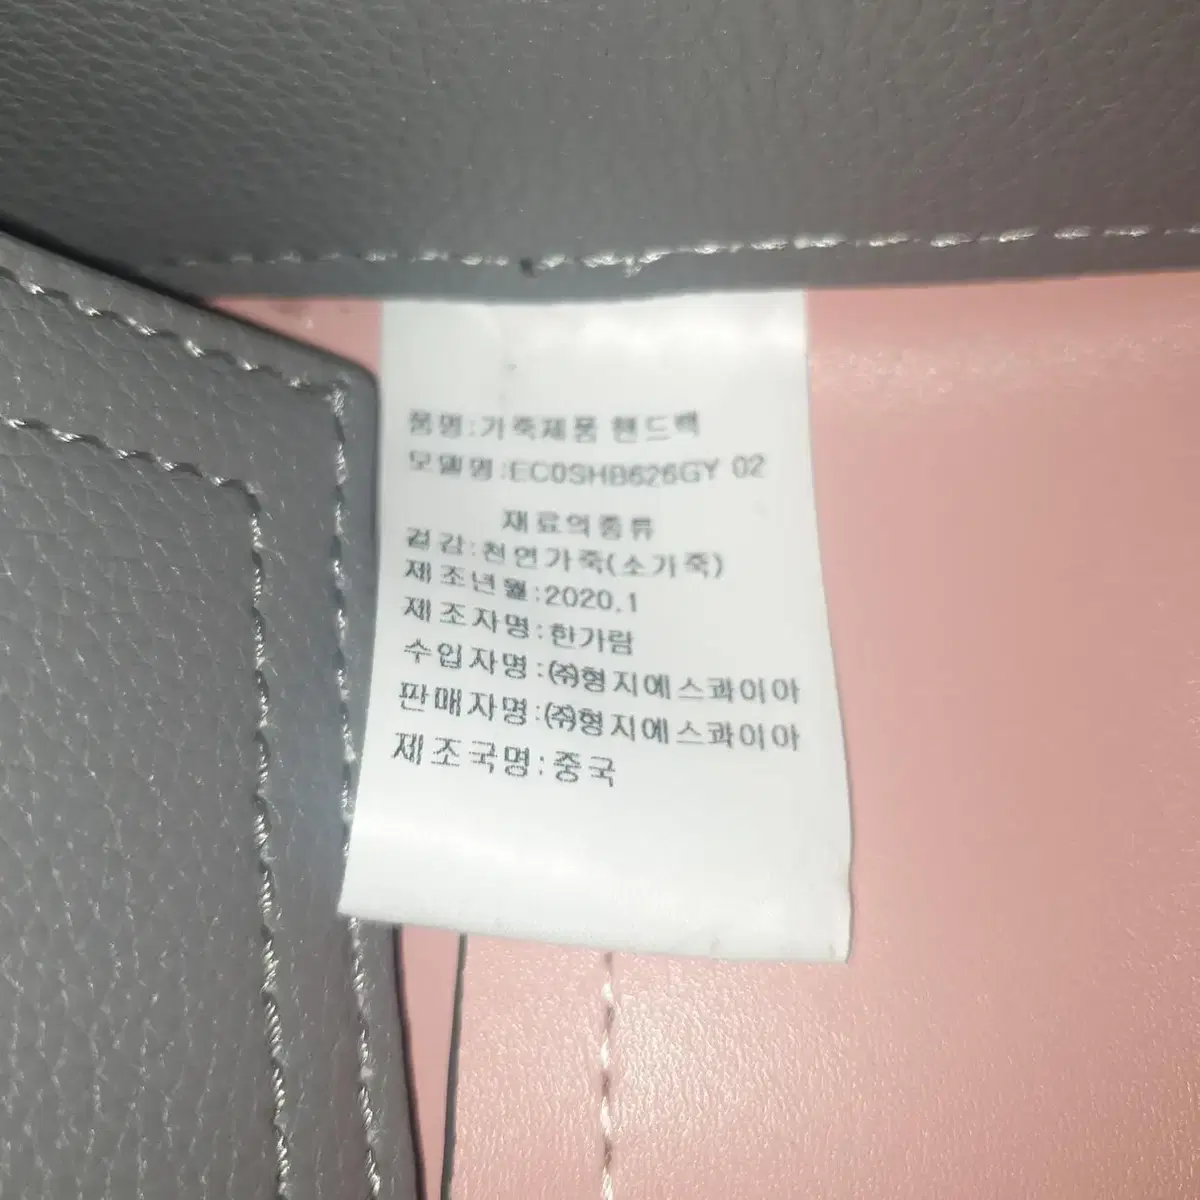 품명:가죽제품 핸드백
모델명:EC0SHB626GY 02
재료의종류
겉감:천연가죽(소가죽)
제조년월:2020.1
제조자명:한가람
수입자명:㈜형지에스콰이아
판매자명:㈜형지에스콰이아
제조국명:중국